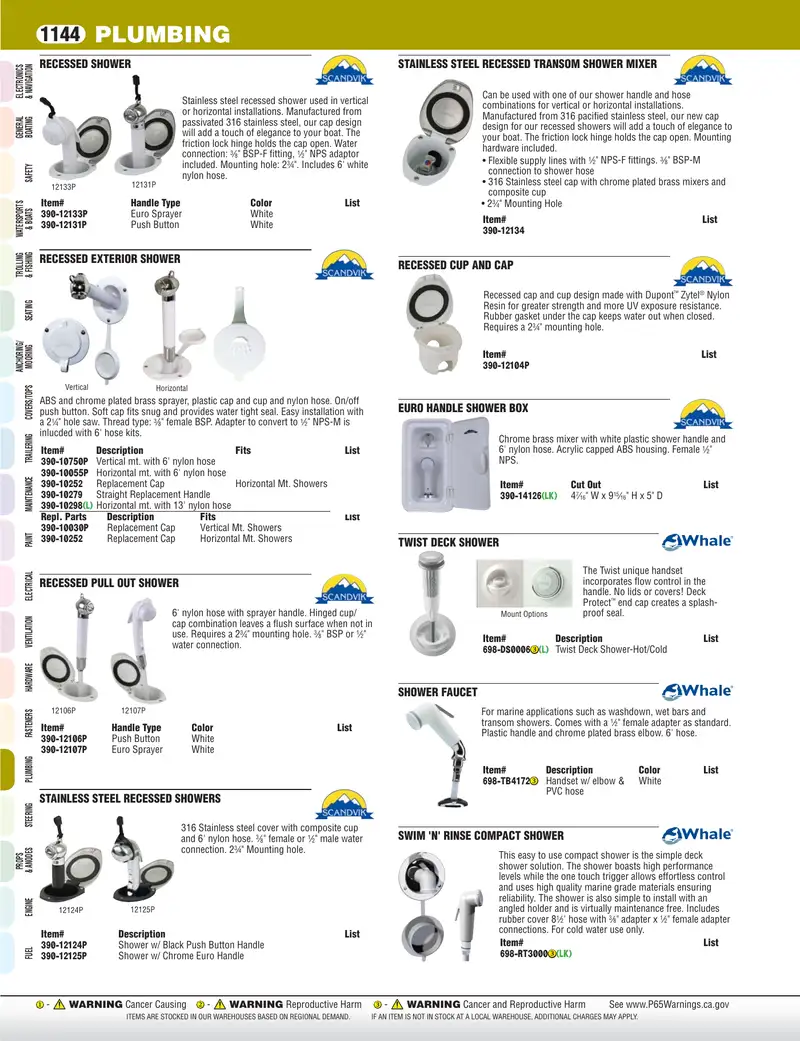 1144 PLUMBING
ELECTRONICS & NAVIGATION
GENERAL BOATING
SAFETY
WATERSPORTS & BOATS
TROLLING & FISHING
SEATING
ANCHORING/ MOORING
COVERS/TOPS
TRAILERING
MAINTENANCE
PAINT
ELECTRICAL
VENTILATION
HARDWARE
FASTENERS
PLUMBING
STEERING
PROPS & ANODES
ENGINE
FUEL
RECESSED SHOWER
SCANDVIK
Stainless steel recessed shower used in vertical
or horizontal installations. Manufactured from
passivated 316 stainless steel, our cap design
will add a touch of elegance to your boat. The
friction lock hinge holds the cap open. Water
connection: ⅜" BSP-F fitting, ½" NPS adaptor
included. Mounting hole: 2¾". Includes 6' white
nylon hose.
12133P
12131P
Item# Handle Type Color List
390-12133P Euro Sprayer White
390-12131P Push Button White
RECESSED EXTERIOR SHOWER
SCANDVIK
Vertical
Horizontal
ABS and chrome plated brass sprayer, plastic cap and cup and nylon hose. On/off
push button. Soft cap fits snug and provides water tight seal. Easy installation with
a 2¼" hole saw. Thread type: ⅜" female BSP. Adapter to convert to ½" NPS-M is
inlucded with 6' hose kits.
Item# Description Fits List
390-10750P Vertical mt. with 6' nylon hose
390-10055P Horizontal mt. with 6' nylon hose
390-10252 Replacement Cap Horizontal Mt. Showers
390-10279 Straight Replacement Handle
390-10298(L) Horizontal mt. with 13' nylon hose
Repl. Parts Description Fits List
390-10030P Replacement Cap Vertical Mt. Showers
390-10252 Replacement Cap Horizontal Mt. Showers
RECESSED PULL OUT SHOWER
SCANDVIK
6' nylon hose with sprayer handle. Hinged cup/
cap combination leaves a flush surface when not in
use. Requires a 2¾" mounting hole. ⅜" BSP or ½"
water connection.
12106P
12107P
Item# Handle Type Color List
390-12106P Push Button White
390-12107P Euro Sprayer White
STAINLESS STEEL RECESSED SHOWERS
SCANDVIK
316 Stainless steel cover with composite cup
and 6' nylon hose. ⅜" female or ½" male water
connection. 2¾" Mounting hole.
12124P
12125P
Item# Description List
390-12124P Shower w/ Black Push Button Handle
390-12125P Shower w/ Chrome Euro Handle
STAINLESS STEEL RECESSED TRANSOM SHOWER MIXER
SCANDVIK
Can be used with one of our shower handle and hose
combinations for vertical or horizontal installations.
Manufactured from 316 pacified stainless steel, our new cap
design for our recessed showers will add a touch of elegance to
your boat. The friction lock hinge holds the cap open. Mounting
hardware included.
• Flexible supply lines with ½" NPS-F fittings. ⅜" BSP-M
connection to shower hose
• 316 Stainless steel cap with chrome plated brass mixers and
composite cup
• 2¾" Mounting Hole
Item# List
390-12134
RECESSED CUP AND CAP
SCANDVIK
Recessed cap and cup design made with Dupont™ Zytel® Nylon
Resin for greater strength and more UV exposure resistance.
Rubber gasket under the cap keeps water out when closed.
Requires a 2¾" mounting hole.
Item# List
390-12104P
EURO HANDLE SHOWER BOX
SCANDVIK
Chrome brass mixer with white plastic shower handle and
6' nylon hose. Acrylic capped ABS housing. Female ½"
NPS.
Item# Cut Out List
390-14126(LK) 4⁷⁄₁₆" W x 9¹⁵⁄₁₆" H x 5" D
TWIST DECK SHOWER
Whale®
The Twist unique handset
incorporates flow control in the
handle. No lids or covers! Deck
Protect™ end cap creates a splash-
proof seal.
Mount Options
Item# Description List
698-DS0006③(L) Twist Deck Shower-Hot/Cold
SHOWER FAUCET
Whale®
For marine applications such as washdown, wet bars and
transom showers. Comes with a ½" female adapter as standard.
Plastic handle and chrome plated brass elbow. 6' hose.
Item# Description Color List
698-TB4172③ Handset w/ elbow & White
PVC hose
SWIM 'N' RINSE COMPACT SHOWER
Whale®
This easy to use compact shower is the simple deck
shower solution. The shower boasts high performance
levels while the one touch trigger allows effortless control
and uses high quality marine grade materials ensuring
reliability. The shower is also simple to install with an
angled holder and is virtually maintenance free. Includes
rubber cover 8½' hose with ⅜" adapter x ½" female adapter
connections. For cold water use only.
Item# List
698-RT3000③(LK)
① - WARNING Cancer Causing ② - WARNING Reproductive Harm ③ - WARNING Cancer and Reproductive Harm See www.P65Warnings.ca.gov
ITEMS ARE STOCKED IN OUR WAREHOUSES BASED ON REGIONAL DEMAND. IF AN ITEM IS NOT IN STOCK AT A LOCAL WAREHOUSE, ADDITIONAL CHARGES MAY APPLY.